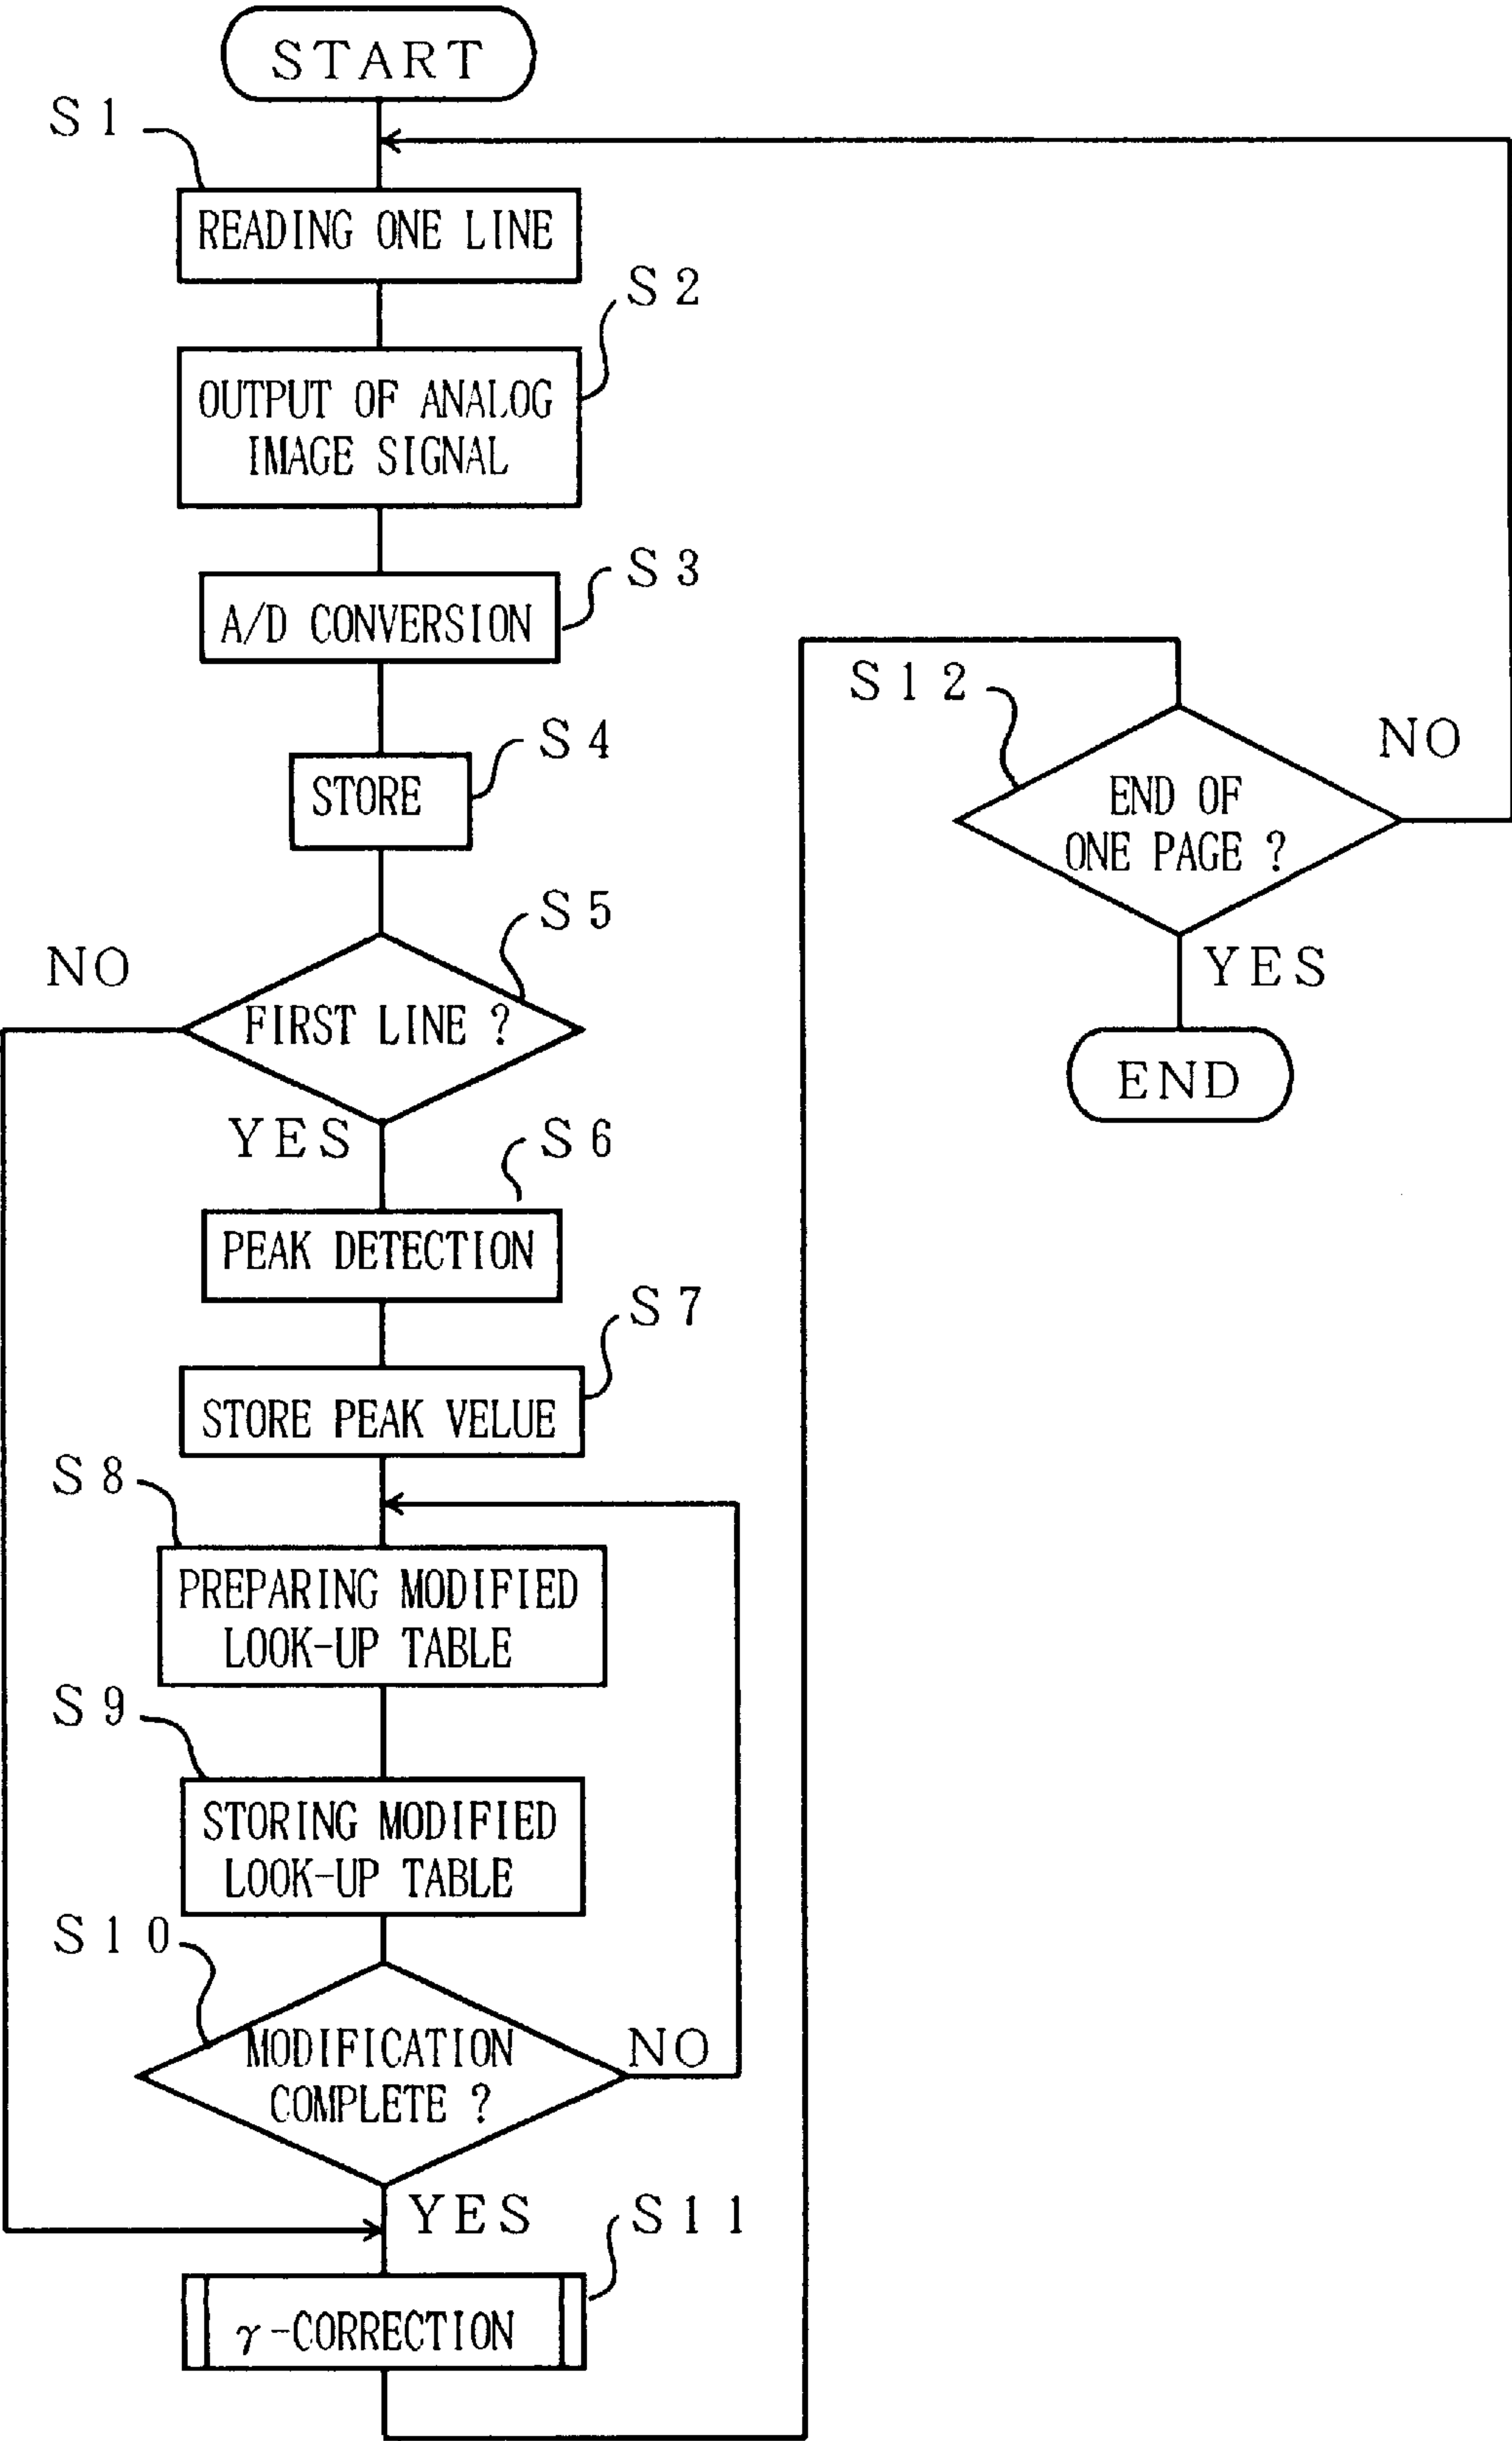 START
S1
READING ONE LINE
S2
OUTPUT OF ANALOG
IMAGE SIGNAL
S3
A/D CONVERSION
S4
STORE
S5
NO
FIRST LINE ?
YES
S6
PEAK DETECTION
S7
STORE PEAK VELUE
S8
PREPARING MODIFIED
LOOK-UP TABLE
S9
STORING MODIFIED
LOOK-UP TABLE
S10
MODIFICATION
COMPLETE ?
NO
YES
S11
γ-CORRECTION
S12
NO
END OF
ONE PAGE ?
YES
END